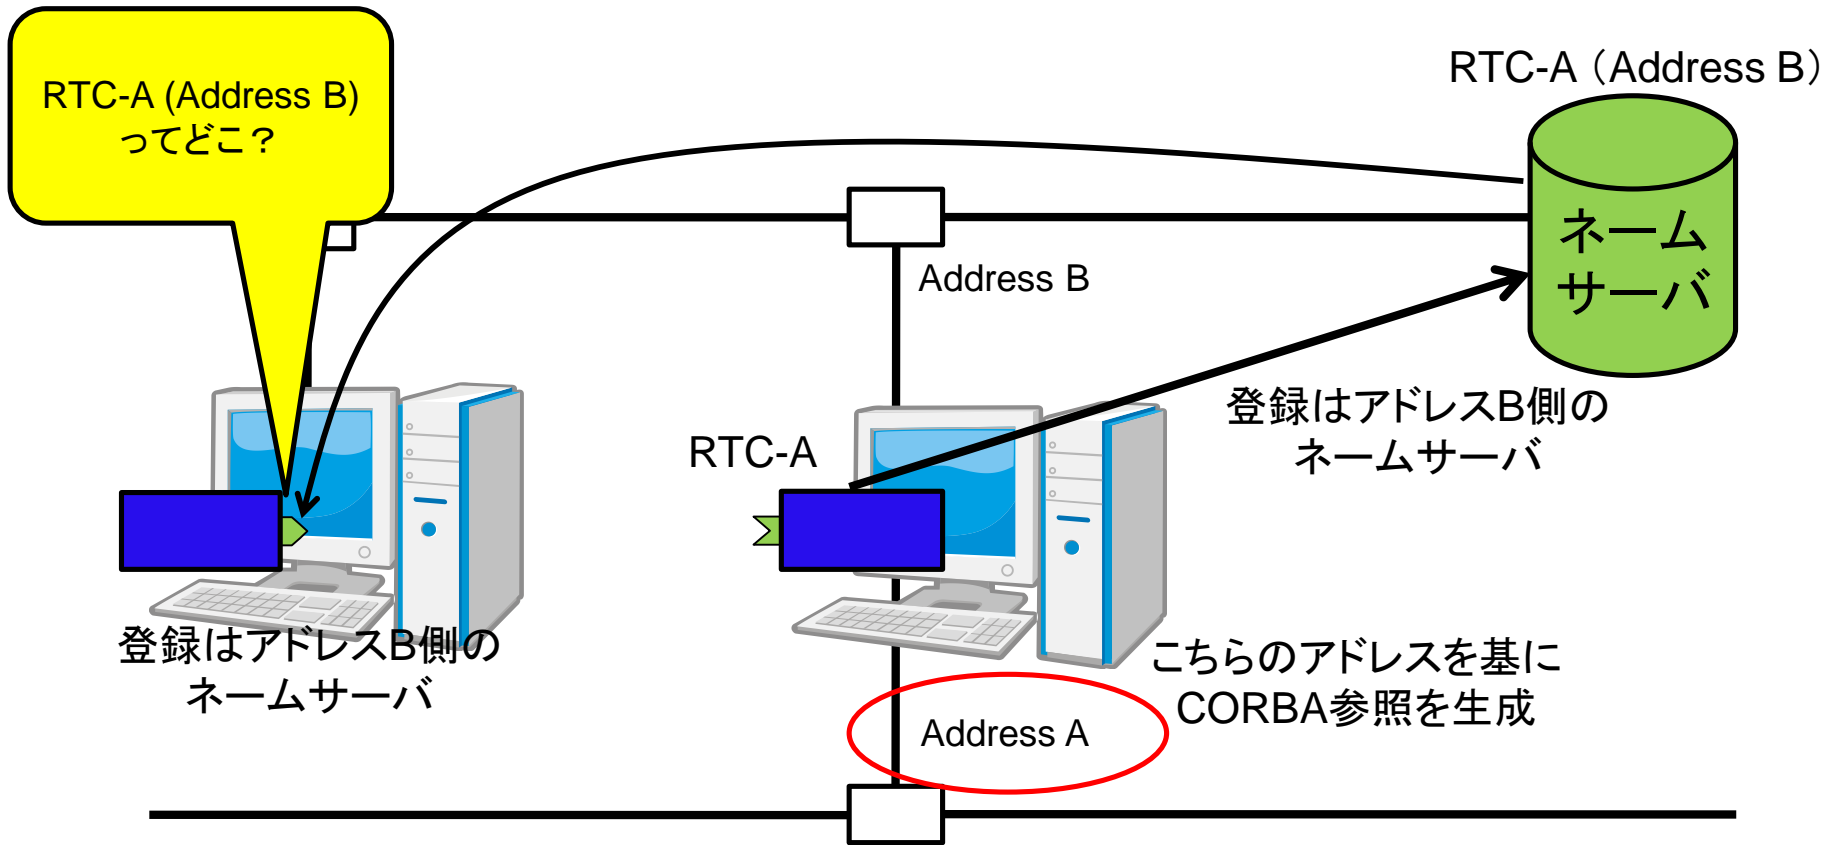 RTC-A (Address B)
ってどこ？
RTC-A（Address B）
ネーム
サーバ
Address B
登録はアドレスB側の
ネームサーバ
RTC-A
登録はアドレスB側の
ネームサーバ
こちらのアドレスを基に
CORBA参照を生成
Address A